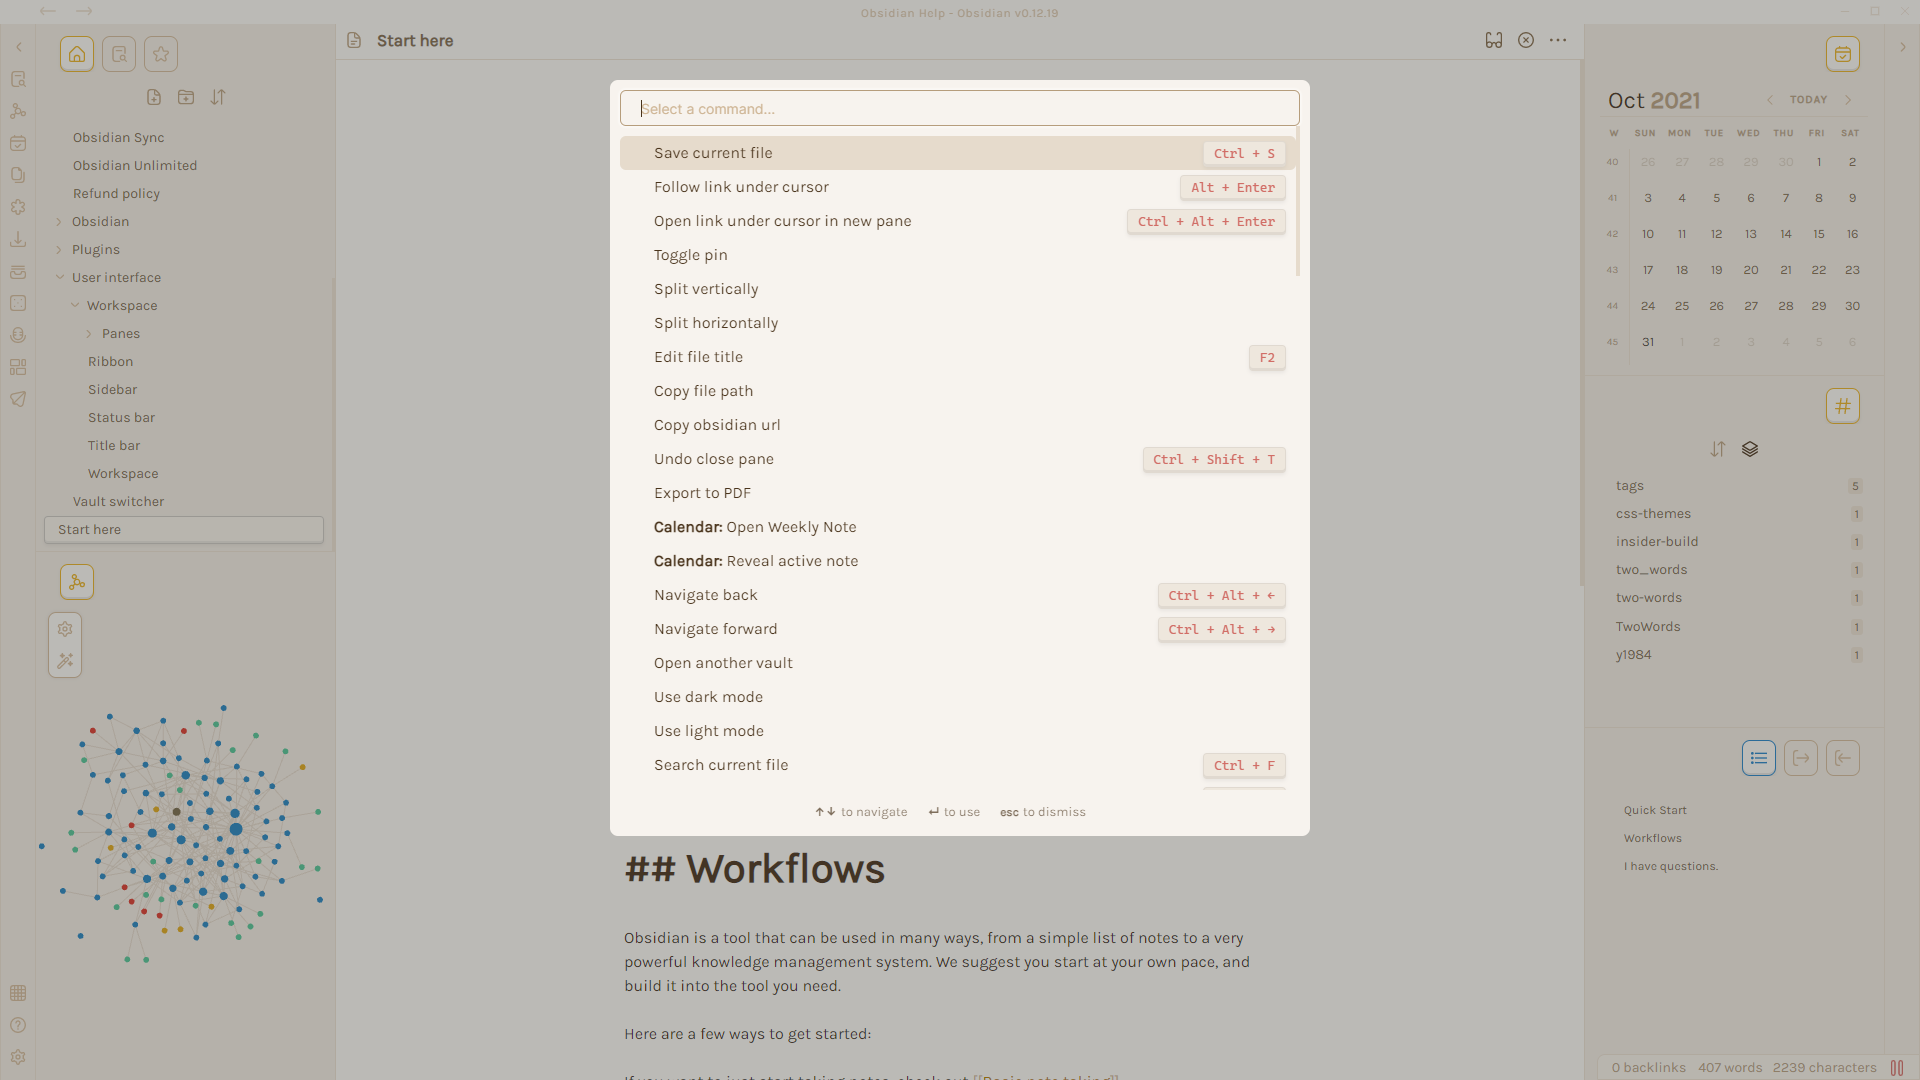 Obsidian Help - Obsidian v0.12.19
Obsidian Sync
Obsidian Unlimited
Refund policy
Obsidian
Plugins
User interface
Workspace
Panes
Ribbon
Sidebar
Status bar
Title bar
Workspace
Vault switcher
Start here
Start here
Select a command...
Save current file Ctrl + S
Follow link under cursor Alt + Enter
Open link under cursor in new pane Ctrl + Alt + Enter
Toggle pin
Split vertically
Split horizontally
Edit file title F2
Copy file path
Copy obsidian url
Undo close pane Ctrl + Shift + T
Export to PDF
Calendar: Open Weekly Note
Calendar: Reveal active note
Navigate back Ctrl + Alt + ←
Navigate forward Ctrl + Alt + →
Open another vault
Use dark mode
Use light mode
Search current file Ctrl + F
↑↓ to navigate ↵ to use esc to dismiss
## Workflows
Obsidian is a tool that can be used in many ways, from a simple list of notes to a very
powerful knowledge management system. We suggest you start at your own pace, and
build it into the tool you need.
Here are a few ways to get started:
If you want to just start taking notes, check out [[Basic note taking]]
Oct 2021 TODAY
W SUN MON TUE WED THU FRI SAT
40 26 27 28 29 30 1 2
41 3 4 5 6 7 8 9
42 10 11 12 13 14 15 16
43 17 18 19 20 21 22 23
44 24 25 26 27 28 29 30
45 31 1 2 3 4 5 6
tags 5
css-themes 1
insider-build 1
two_words 1
two-words 1
TwoWords 1
y1984 1
Quick Start
Workflows
I have questions.
0 backlinks 407 words 2239 characters